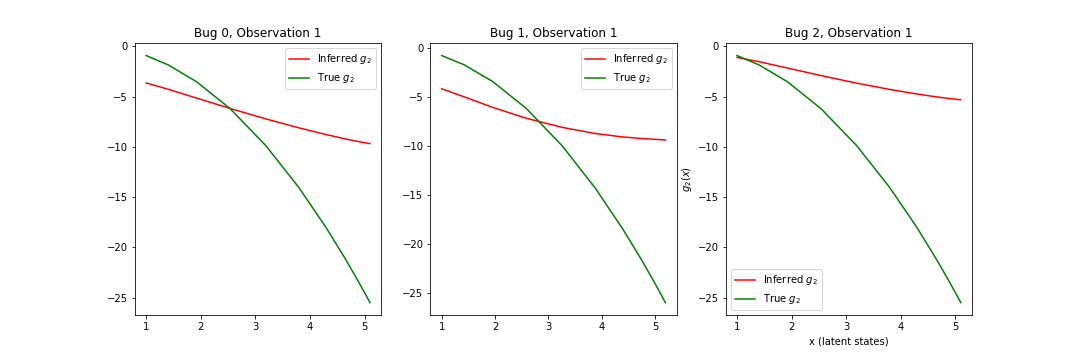 Bug 0, Observation 1
Inferred g₂
True g₂
0
−5
−10
−15
−20
−25
1 2 3 4 5
Bug 1, Observation 1
Inferred g₂
True g₂
0
−5
−10
−15
−20
−25
1 2 3 4 5
Bug 2, Observation 1
g₂(x)
0
−5
−10
−15
−20
−25
Inferred g₂
True g₂
1 2 3 4 5
x (latent states)